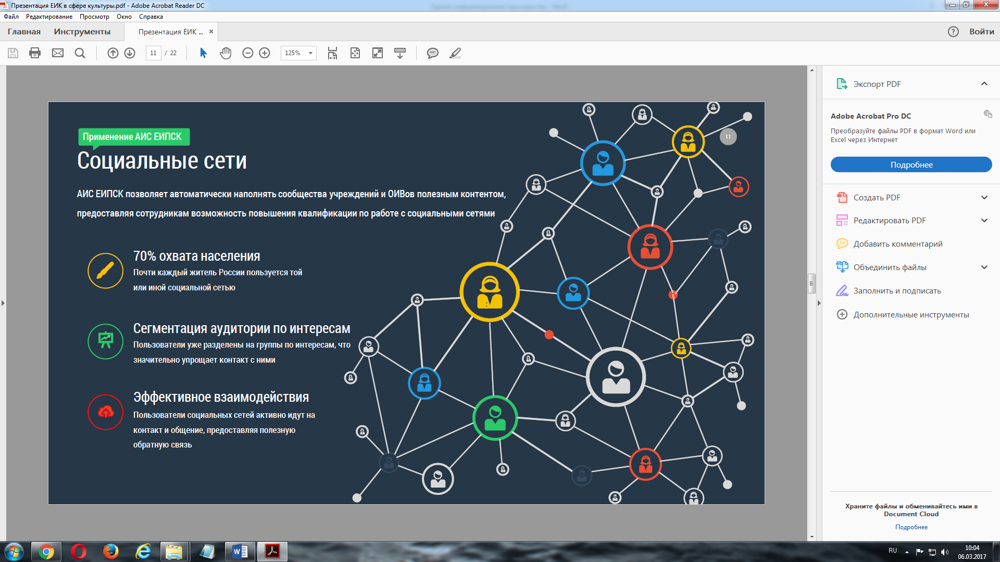 Презентация ЕИК в сфере культуры.pdf - Adobe Acrobat Reader DC
Файл Редактирование Просмотр Окно Справка
Главная Инструменты Презентация ЕИК ... × ? Войти
11 / 22 125%
Экспорт PDF
Adobe Acrobat Pro DC
Преобразуйте файлы PDF в формат Word или
Excel через Интернет
Подробнее
Создать PDF
Редактировать PDF
Добавить комментарий
Объединить файлы
Заполнить и подписать
Дополнительные инструменты
Храните файлы и обменивайтесь ими в
Document Cloud
Подробнее
11
Применение АИС ЕИПСК
Социальные сети
АИС ЕИПСК позволяет автоматически наполнять сообщества учреждений и ОИВов полезным контентом,
предоставляя сотрудникам возможность повышения квалификации по работе с социальными сетями
70% охвата населения
Почти каждый житель России пользуется той
или иной социальной сетью
Сегментация аудитории по интересам
Пользователи уже разделены на группы по интересам, что
значительно упрощает контакт с ними
Эффективное взаимодействия
Пользователи социальных сетей активно идут на
контакт и общение, предоставляя полезную
обратную связь
RU
10:04
06.03.2017